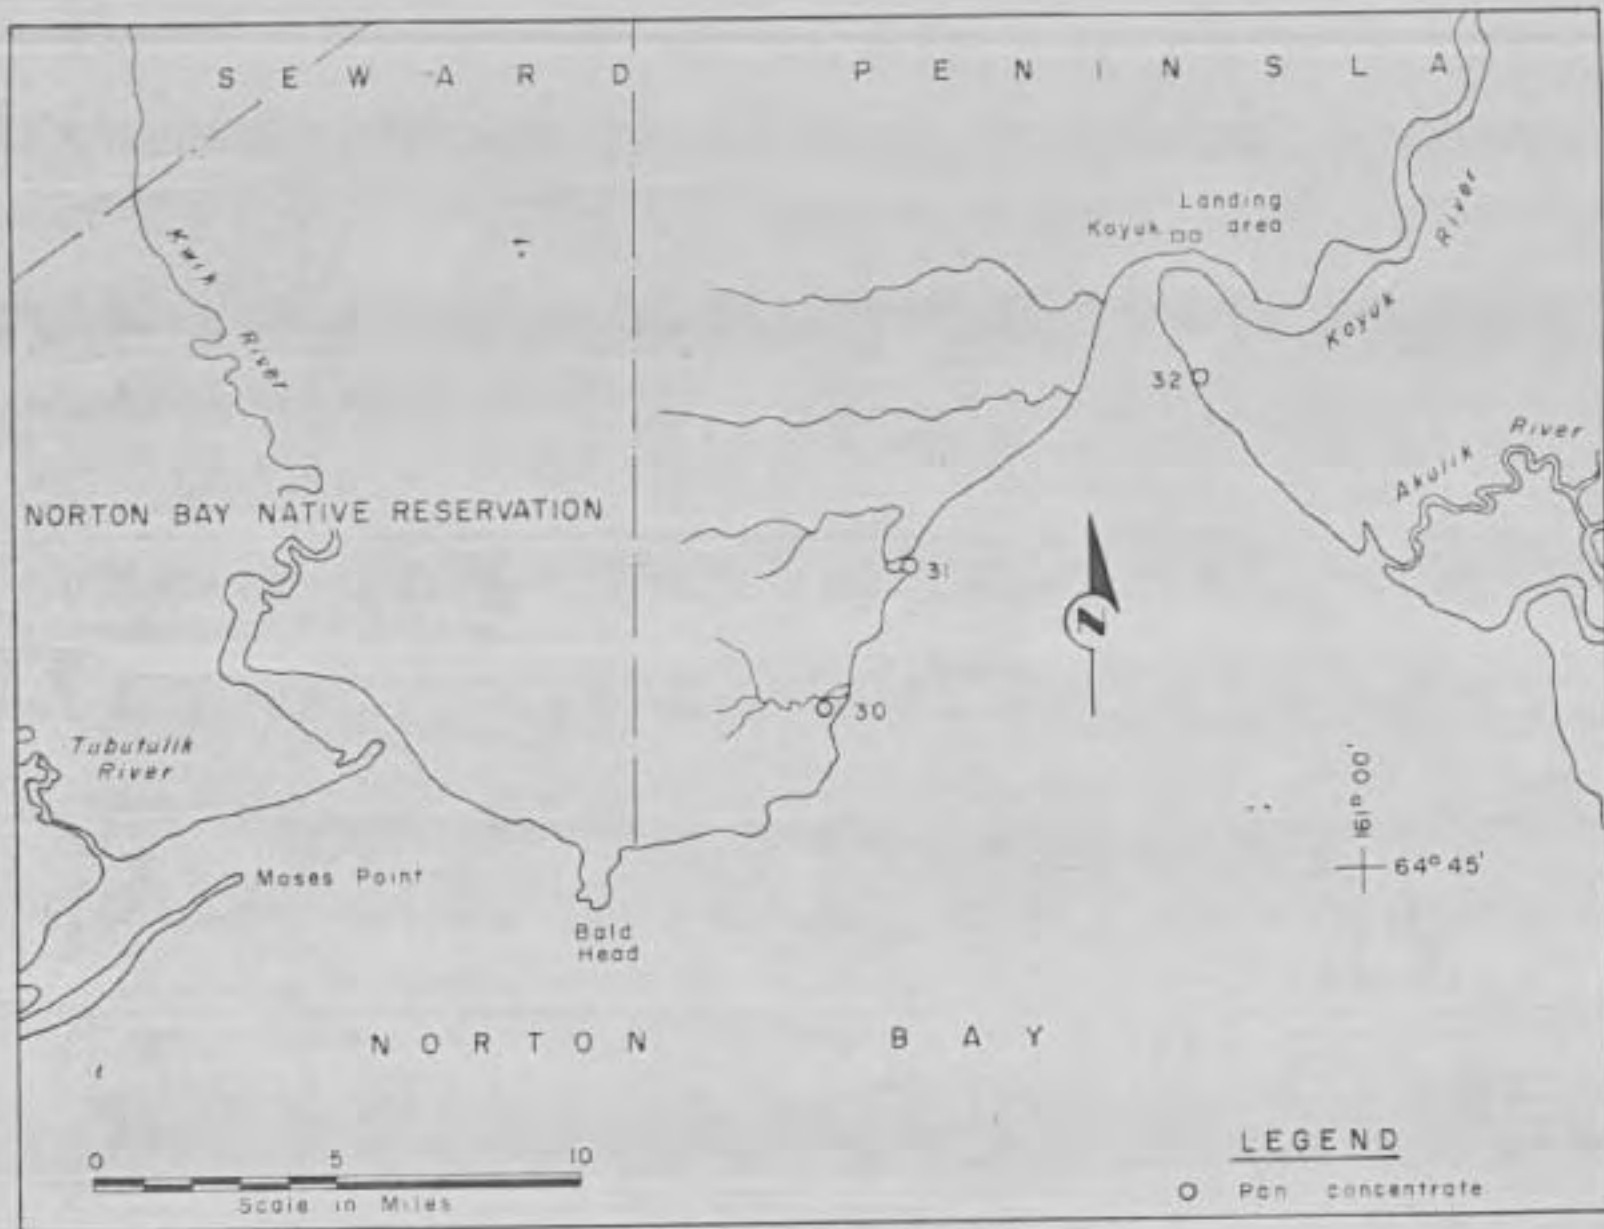 SEWARD PENINSLA
Landing
Koyuk area
Kwik
River
Koyuk River
River
32
Akulik River
NORTON BAY NATIVE RESERVATION
31
30
Tubutulik
River
161° 00'
64° 45'
Moses Point
Bald
Head
NORTON BAY
0 5 10
Scale in Miles
LEGEND
Pan concentrate